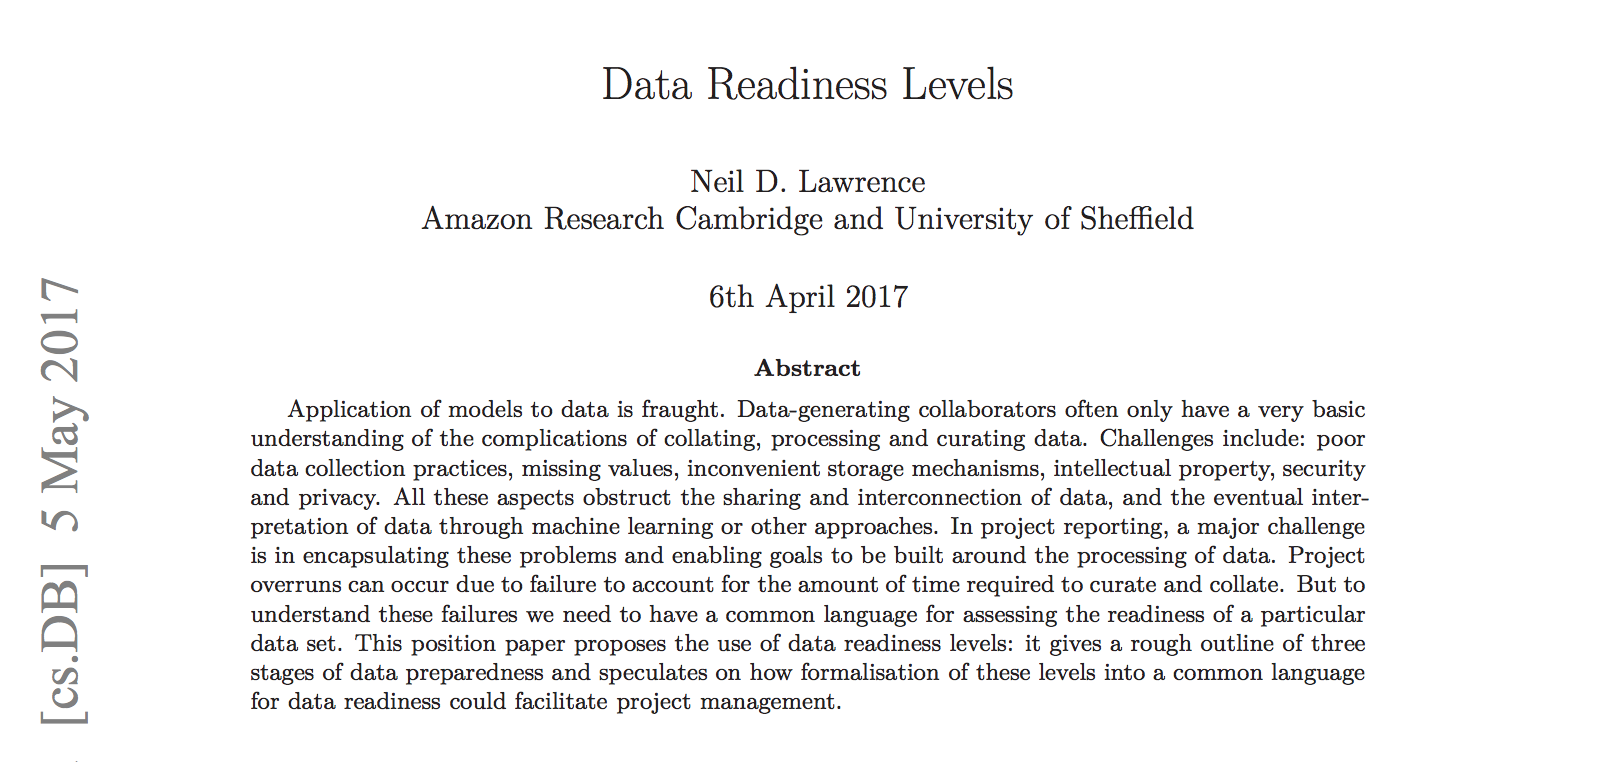 Data Readiness Levels
Neil D. Lawrence
Amazon Research Cambridge and University of Sheffield
6th April 2017
Abstract
Application of models to data is fraught. Data-generating collaborators often only have a very basic
understanding of the complications of collating, processing and curating data. Challenges include: poor
data collection practices, missing values, inconvenient storage mechanisms, intellectual property, security
and privacy. All these aspects obstruct the sharing and interconnection of data, and the eventual inter-
pretation of data through machine learning or other approaches. In project reporting, a major challenge
is in encapsulating these problems and enabling goals to be built around the processing of data. Project
overruns can occur due to failure to account for the amount of time required to curate and collate. But to
understand these failures we need to have a common language for assessing the readiness of a particular
data set. This position paper proposes the use of data readiness levels: it gives a rough outline of three
stages of data preparedness and speculates on how formalisation of these levels into a common language
for data readiness could facilitate project management.
[cs.DB] 5 May 2017